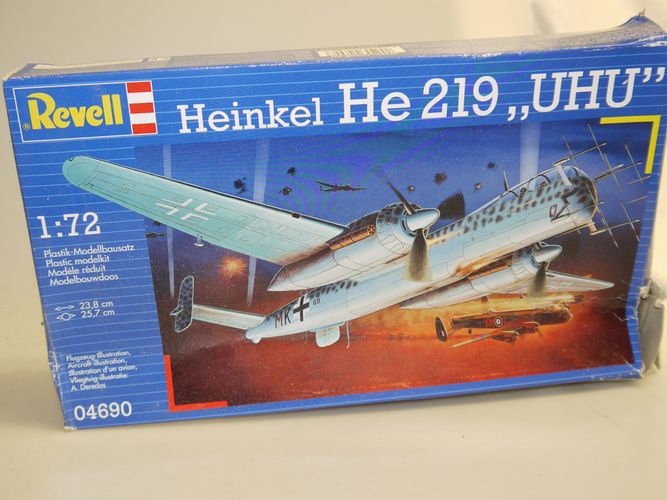 ®Revell
Heinkel He 219 „UHU”
1:72
Plastik-Modellbausatz
Plastic modelkit
Modèle réduit
Modelbouwdoos
23,8 cm
25,7 cm
Flugzeug-Illustration,
Aircraft-illustration,
Illustration d'un avion,
Vliegtuig-illustratie:
A. Deredos
04690
MK
G9